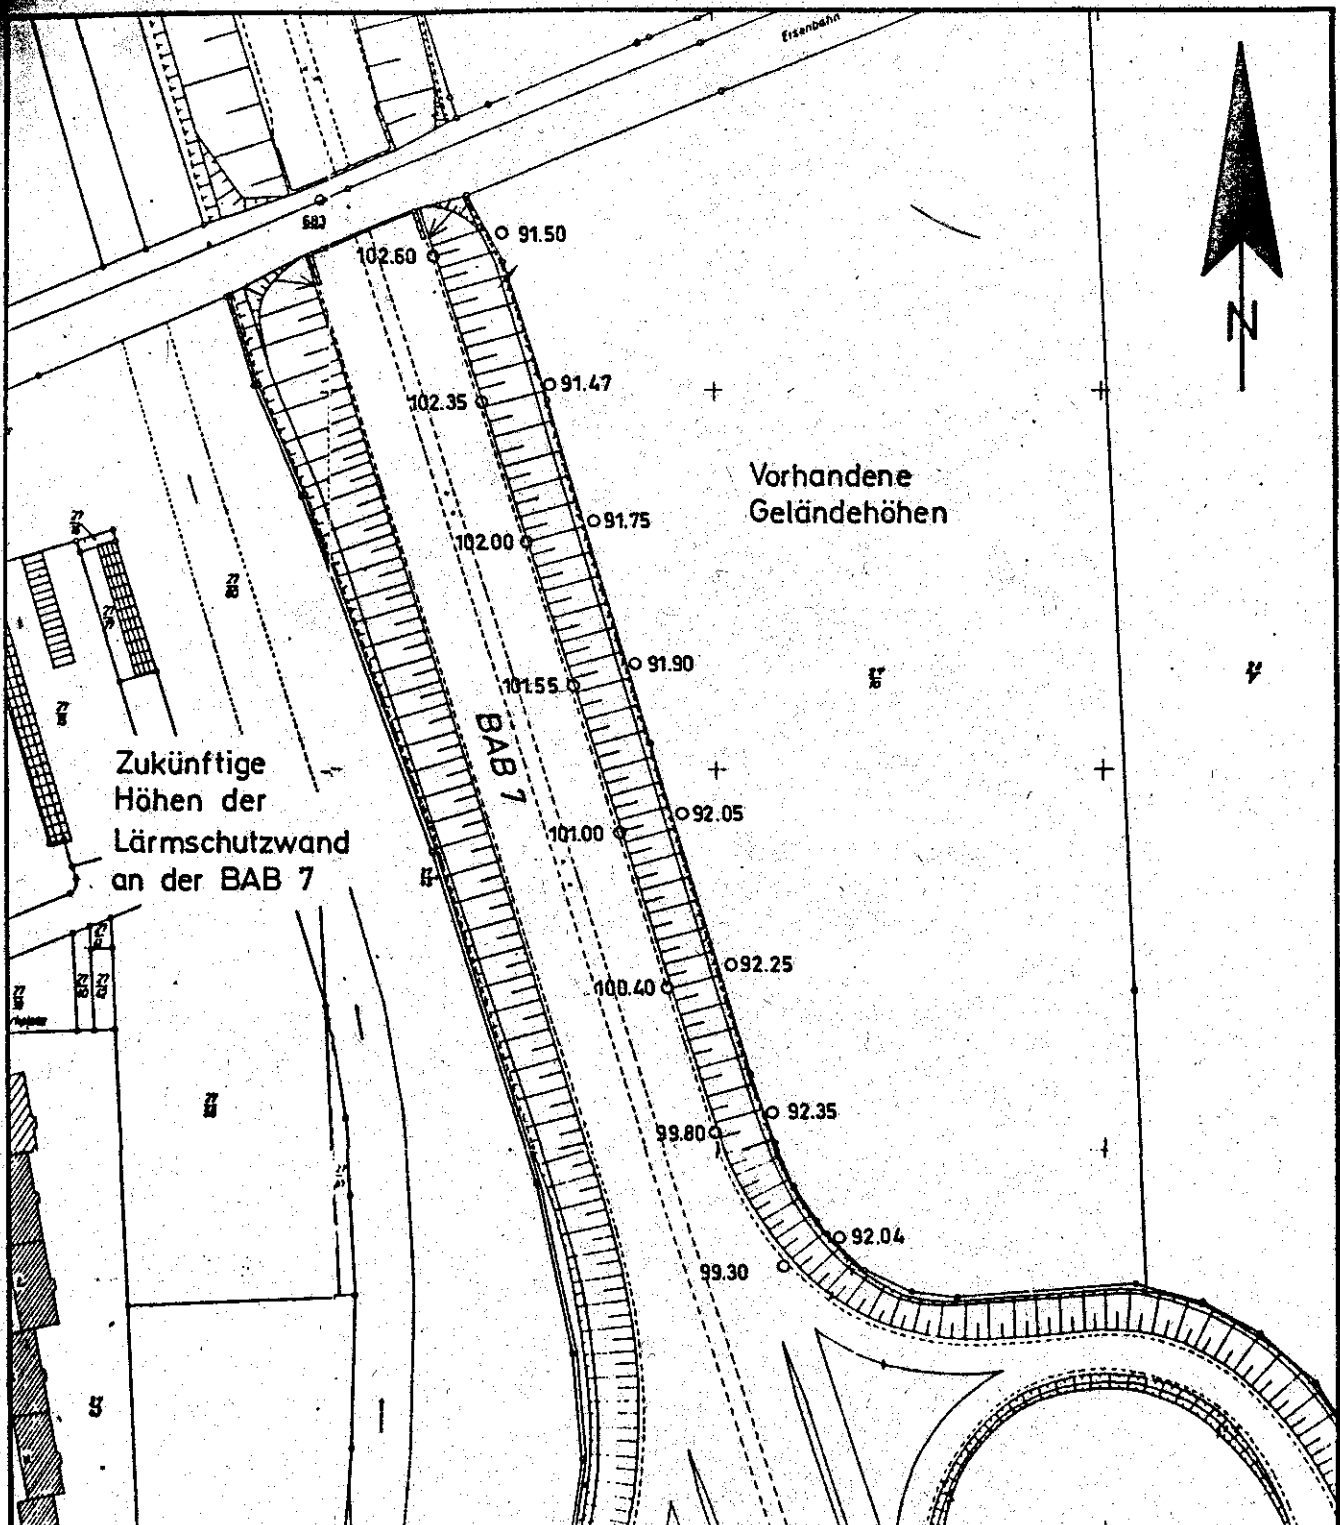 Eisenbahn
N
91.50
102.60
91.47
102.35
Vorhandene
Geländehöhen
91.75
102.00
91.90
101.55
BAB 7
Zukünftige
Höhen der
Lärmschutzwand
an der BAB 7
92.05
101.00
92.25
100.40
92.35
99.80
92.04
99.30